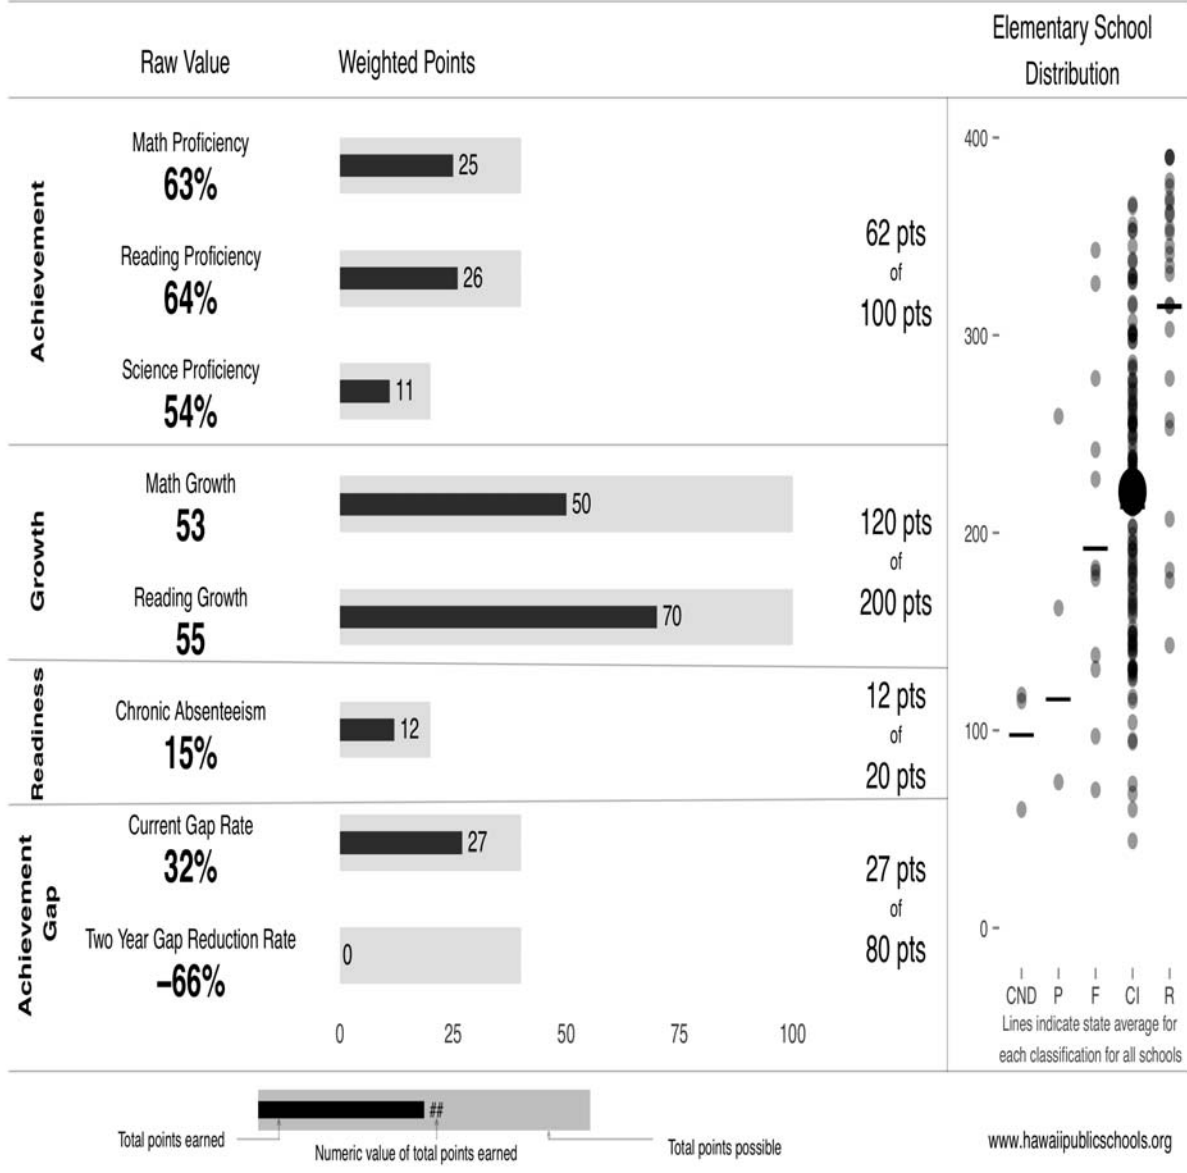 Raw Value
Weighted Points
Elementary School
Distribution
Achievement
Math Proficiency
63%
25
Reading Proficiency
64%
26
Science Proficiency
54%
11
62 pts
of
100 pts
Growth
Math Growth
53
50
Reading Growth
55
70
120 pts
of
200 pts
Readiness
Chronic Absenteeism
15%
12
12 pts
of
20 pts
Achievement
Gap
Current Gap Rate
32%
27
Two Year Gap Reduction Rate
–66%
0
27 pts
of
80 pts
0 25 50 75 100
400
300
200
100
0
CND P F CI R
Lines indicate state average for
each classification for all schools
##
Total points earned
Numeric value of total points earned
Total points possible
www.hawaiipublicschools.org